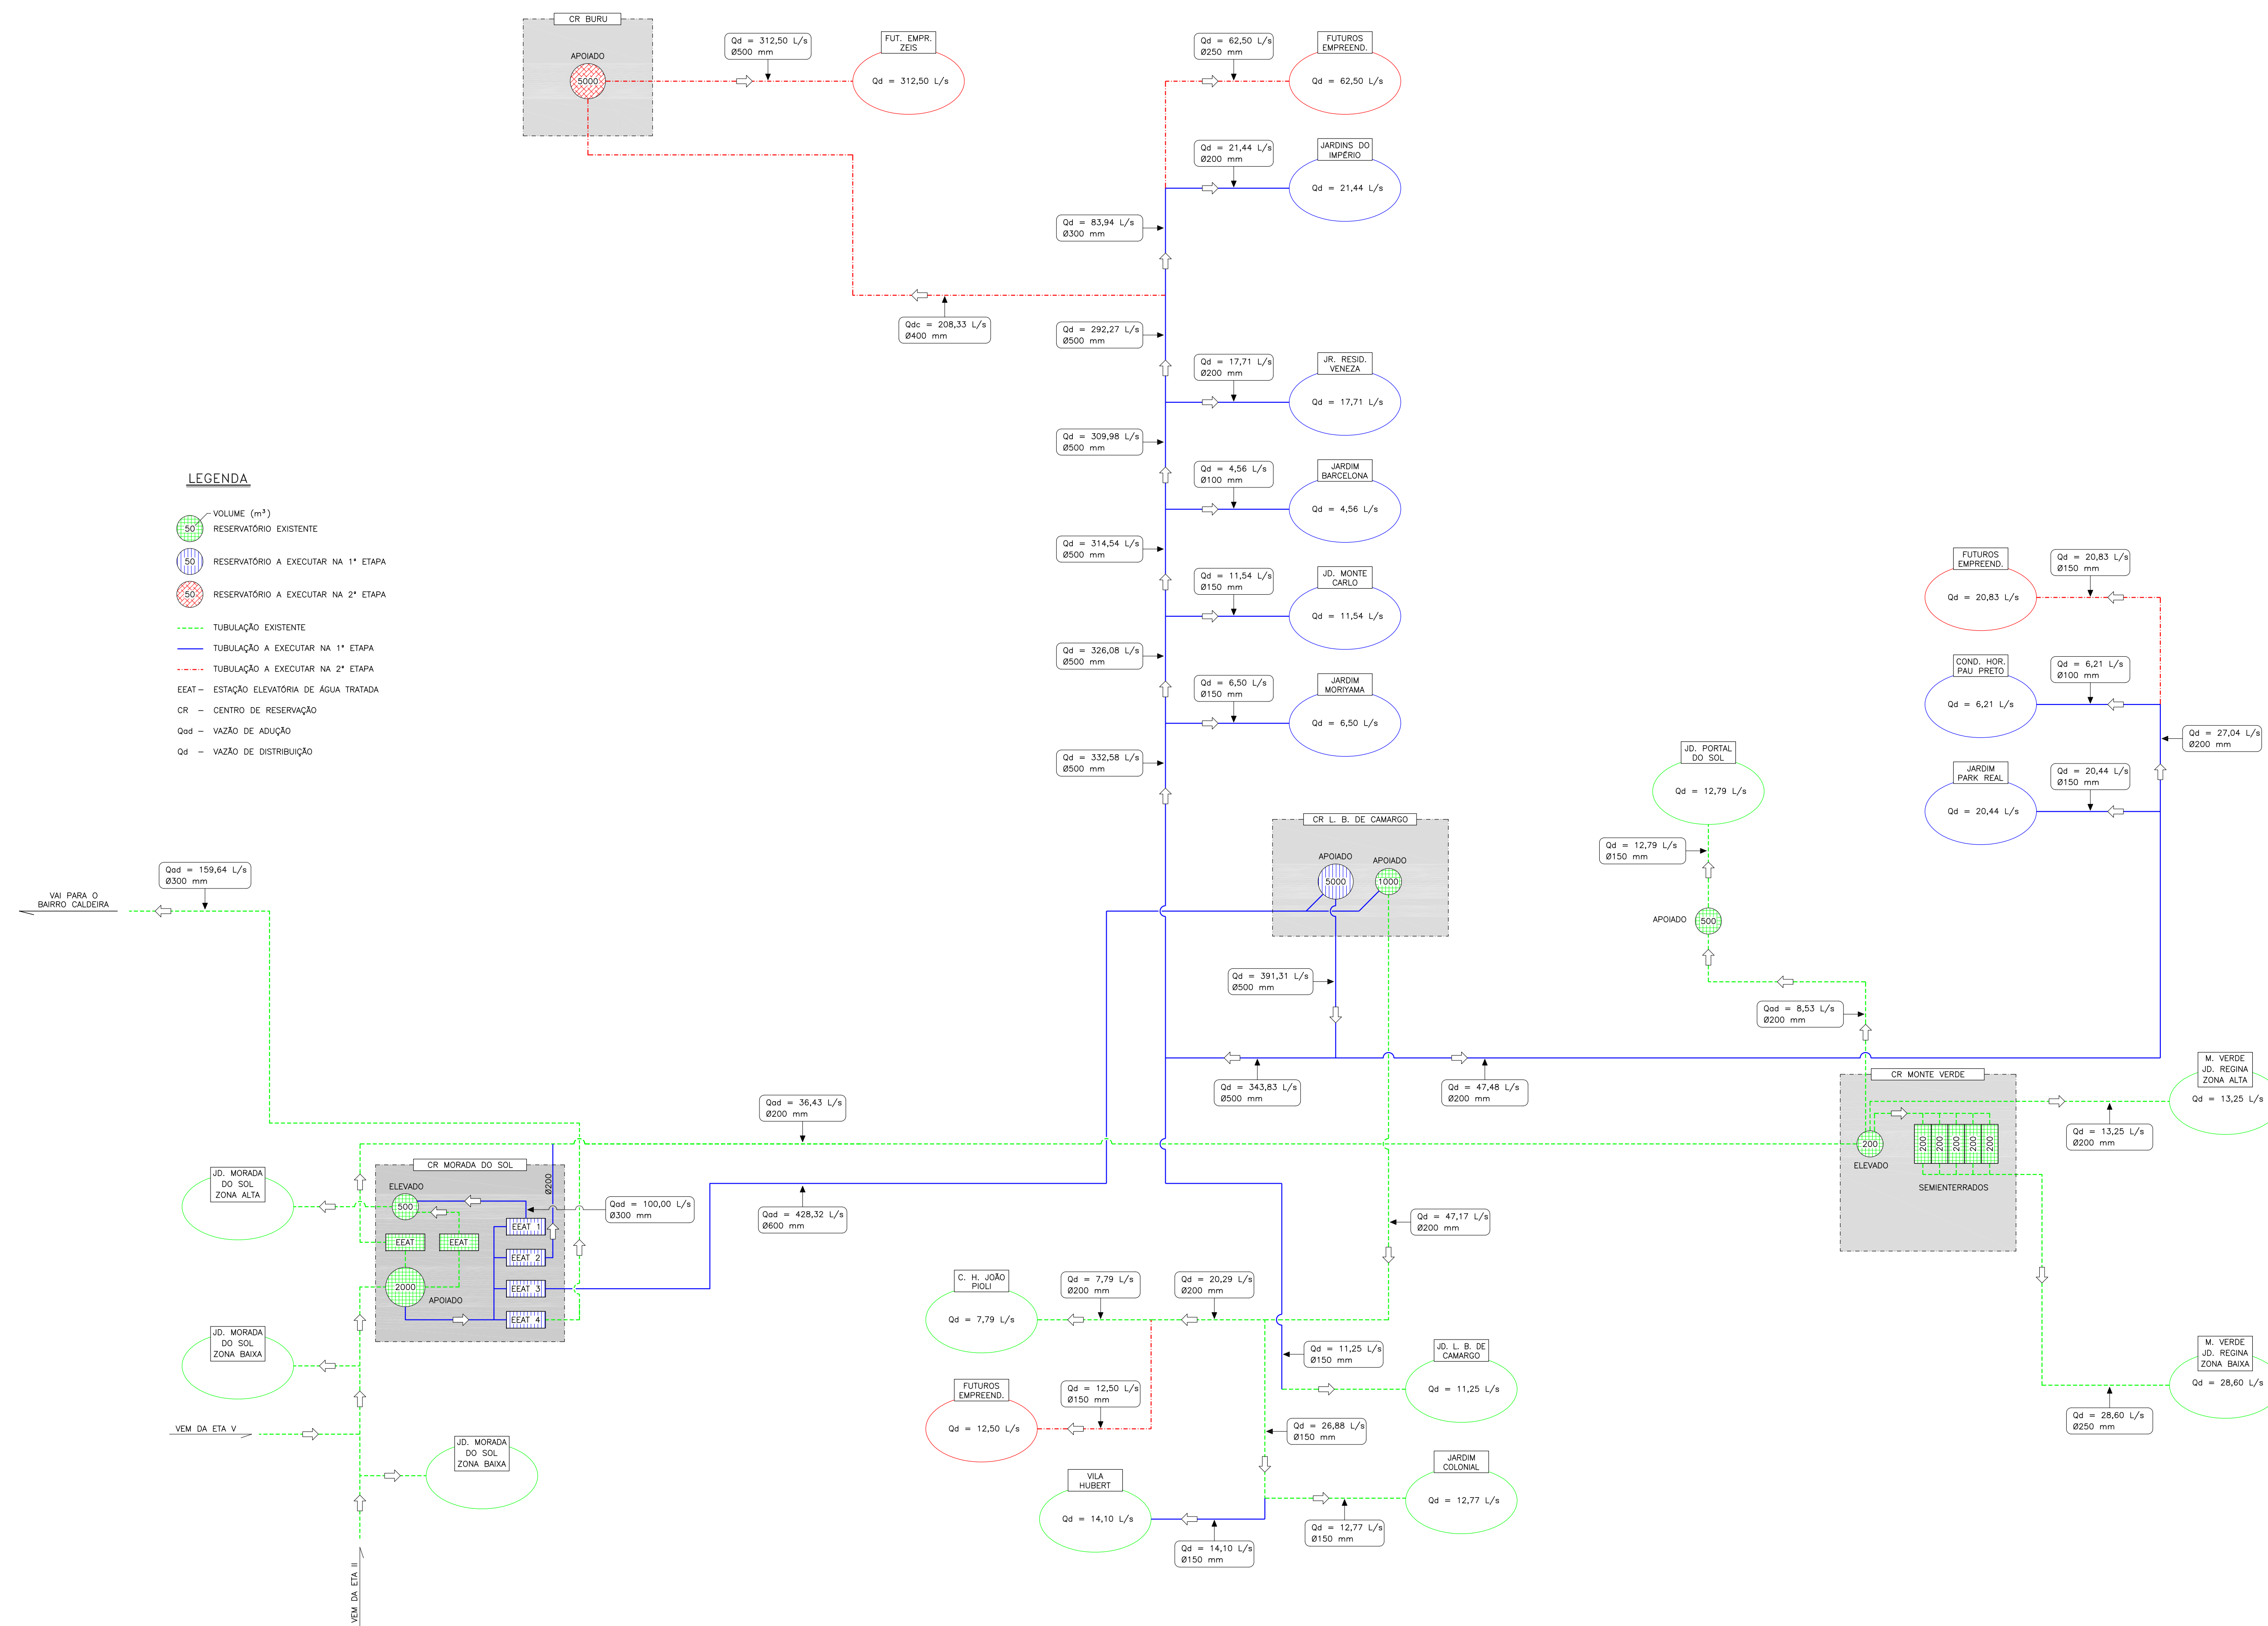 CR BURU
APOIADO
5000
Qd = 312,50 L/s
Ø500 mm
FUT. EMPR.
ZEIS
Qd = 312,50 L/s
Qd = 62,50 L/s
Ø250 mm
FUTUROS
EMPREEND.
Qd = 62,50 L/s
Qd = 21,44 L/s
Ø200 mm
JARDINS DO
IMPÉRIO
Qd = 21,44 L/s
Qd = 83,94 L/s
Ø300 mm
Qdc = 208,33 L/s
Ø400 mm
Qd = 292,27 L/s
Ø500 mm
Qd = 17,71 L/s
Ø200 mm
JR. RESID.
VENEZA
Qd = 17,71 L/s
Qd = 309,98 L/s
Ø500 mm
Qd = 4,56 L/s
Ø100 mm
JARDIM
BARCELONA
Qd = 4,56 L/s
Qd = 314,54 L/s
Ø500 mm
Qd = 11,54 L/s
Ø150 mm
JD. MONTE
CARLO
Qd = 11,54 L/s
Qd = 326,08 L/s
Ø500 mm
Qd = 6,50 L/s
Ø150 mm
JARDIM
MORIYAMA
Qd = 6,50 L/s
Qd = 332,58 L/s
Ø500 mm
LEGENDA
VOLUME (m³)
50
RESERVATÓRIO EXISTENTE
50
RESERVATÓRIO A EXECUTAR NA 1ª ETAPA
50
RESERVATÓRIO A EXECUTAR NA 2ª ETAPA
TUBULAÇÃO EXISTENTE
TUBULAÇÃO A EXECUTAR NA 1ª ETAPA
TUBULAÇÃO A EXECUTAR NA 2ª ETAPA
EEAT – ESTAÇÃO ELEVATÓRIA DE ÁGUA TRATADA
CR – CENTRO DE RESERVAÇÃO
Qad – VAZÃO DE ADUÇÃO
Qd – VAZÃO DE DISTRIBUIÇÃO
FUTUROS
EMPREEND.
Qd = 20,83 L/s
Qd = 20,83 L/s
Ø150 mm
COND. HOR.
PAU PRETO
Qd = 6,21 L/s
Qd = 6,21 L/s
Ø100 mm
Qd = 27,04 L/s
Ø200 mm
JARDIM
PARK REAL
Qd = 20,44 L/s
Qd = 20,44 L/s
Ø150 mm
JD. PORTAL
DO SOL
Qd = 12,79 L/s
Qd = 12,79 L/s
Ø150 mm
APOIADO
500
Qad = 8,53 L/s
Ø200 mm
CR L. B. DE CAMARGO
APOIADO
5000
APOIADO
1000
Qd = 391,31 L/s
Ø500 mm
Qd = 343,83 L/s
Ø500 mm
Qd = 47,48 L/s
Ø200 mm
Qad = 159,64 L/s
Ø300 mm
VAI PARA O
BAIRRO CALDEIRA
Qad = 36,43 L/s
Ø200 mm
CR MONTE VERDE
200
ELEVADO
200
200
200
200
200
SEMIENTERRADOS
M. VERDE
JD. REGINA
ZONA ALTA
Qd = 13,25 L/s
Qd = 13,25 L/s
Ø200 mm
M. VERDE
JD. REGINA
ZONA BAIXA
Qd = 28,60 L/s
Qd = 28,60 L/s
Ø250 mm
CR MORADA DO SOL
ELEVADO
500
EEAT
EEAT
2000
APOIADO
EEAT 1
EEAT 2
EEAT 3
EEAT 4
Ø200
Qad = 100,00 L/s
Ø300 mm
Qad = 428,32 L/s
Ø600 mm
JD. MORADA
DO SOL
ZONA ALTA
JD. MORADA
DO SOL
ZONA BAIXA
VEM DA ETA V
JD. MORADA
DO SOL
ZONA BAIXA
VEM DA ETA II
Qd = 47,17 L/s
Ø200 mm
C. H. JOÃO
PIOLI
Qd = 7,79 L/s
Qd = 7,79 L/s
Ø200 mm
Qd = 20,29 L/s
Ø200 mm
FUTUROS
EMPREEND.
Qd = 12,50 L/s
Qd = 12,50 L/s
Ø150 mm
Qd = 11,25 L/s
Ø150 mm
JD. L. B. DE
CAMARGO
Qd = 11,25 L/s
Qd = 26,88 L/s
Ø150 mm
JARDIM
COLONIAL
Qd = 12,77 L/s
Qd = 12,77 L/s
Ø150 mm
VILA
HUBERT
Qd = 14,10 L/s
Qd = 14,10 L/s
Ø150 mm